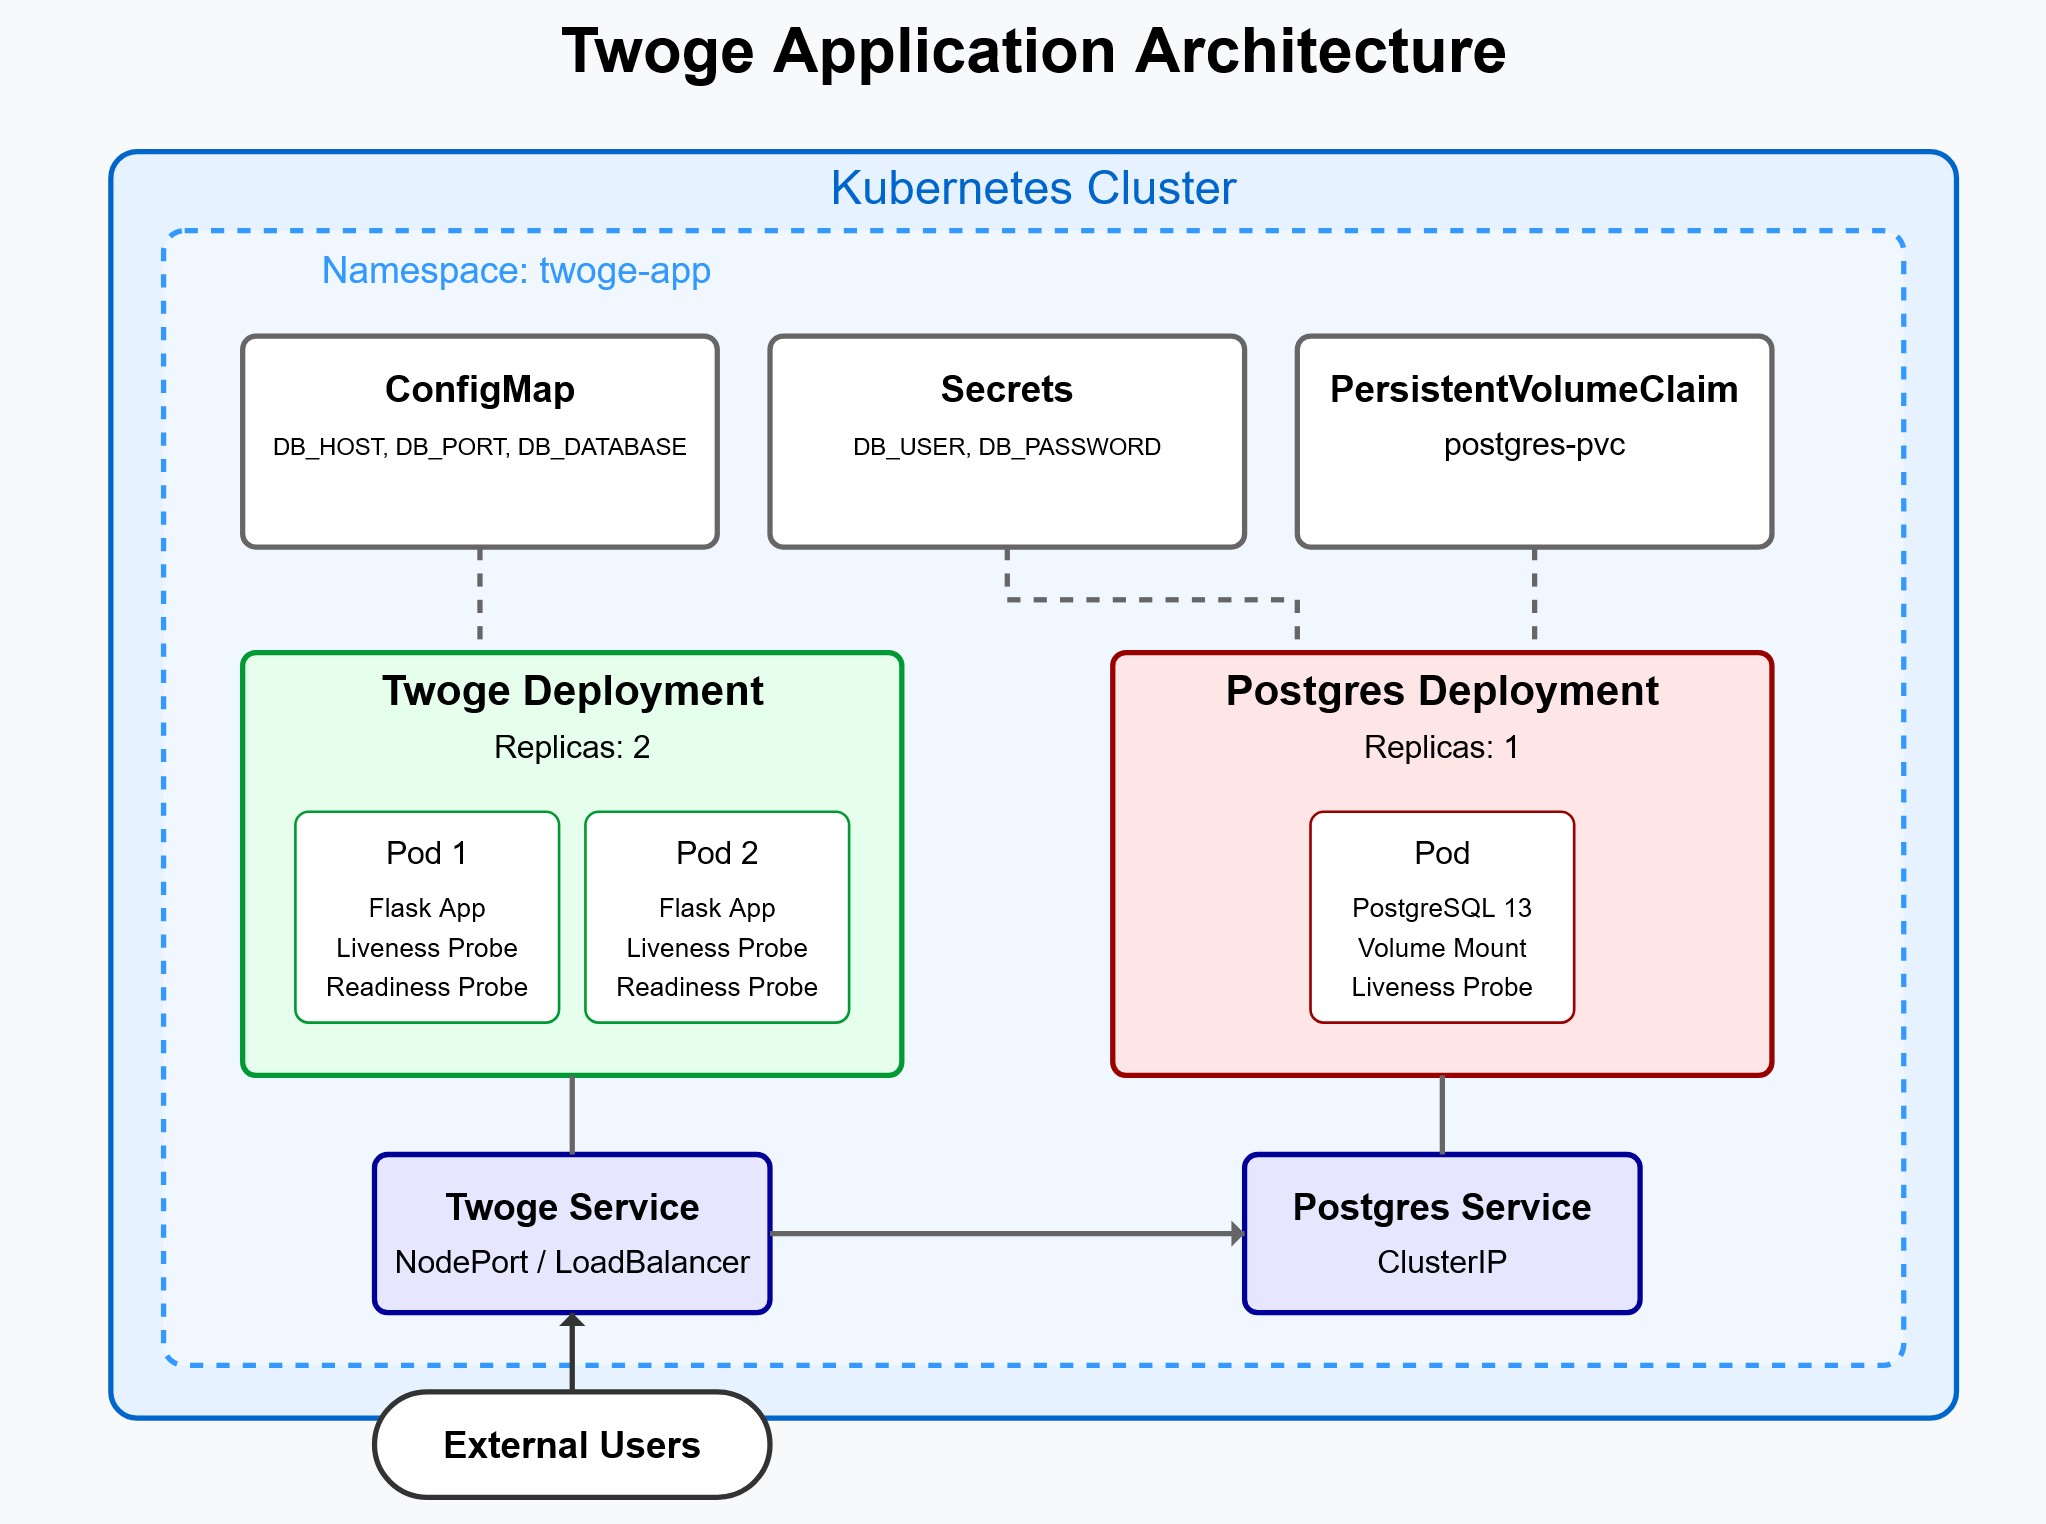 Twoge Application Architecture
Kubernetes Cluster
Namespace: twoge-app
ConfigMap
DB_HOST, DB_PORT, DB_DATABASE
Secrets
DB_USER, DB_PASSWORD
PersistentVolumeClaim
postgres-pvc
Twoge Deployment
Replicas: 2
Pod 1
Flask App
Liveness Probe
Readiness Probe
Pod 2
Flask App
Liveness Probe
Readiness Probe
Postgres Deployment
Replicas: 1
Pod
PostgreSQL 13
Volume Mount
Liveness Probe
Twoge Service
NodePort / LoadBalancer
Postgres Service
ClusterIP
External Users